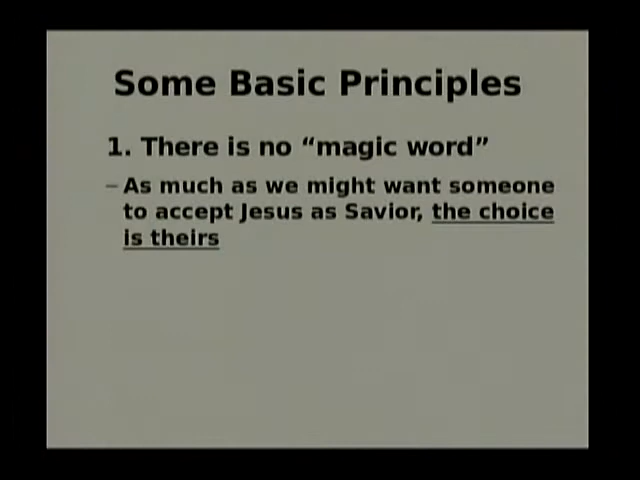 Some Basic Principles
1. There is no “magic word”
– As much as we might want someone
to accept Jesus as Savior, the choice
is theirs